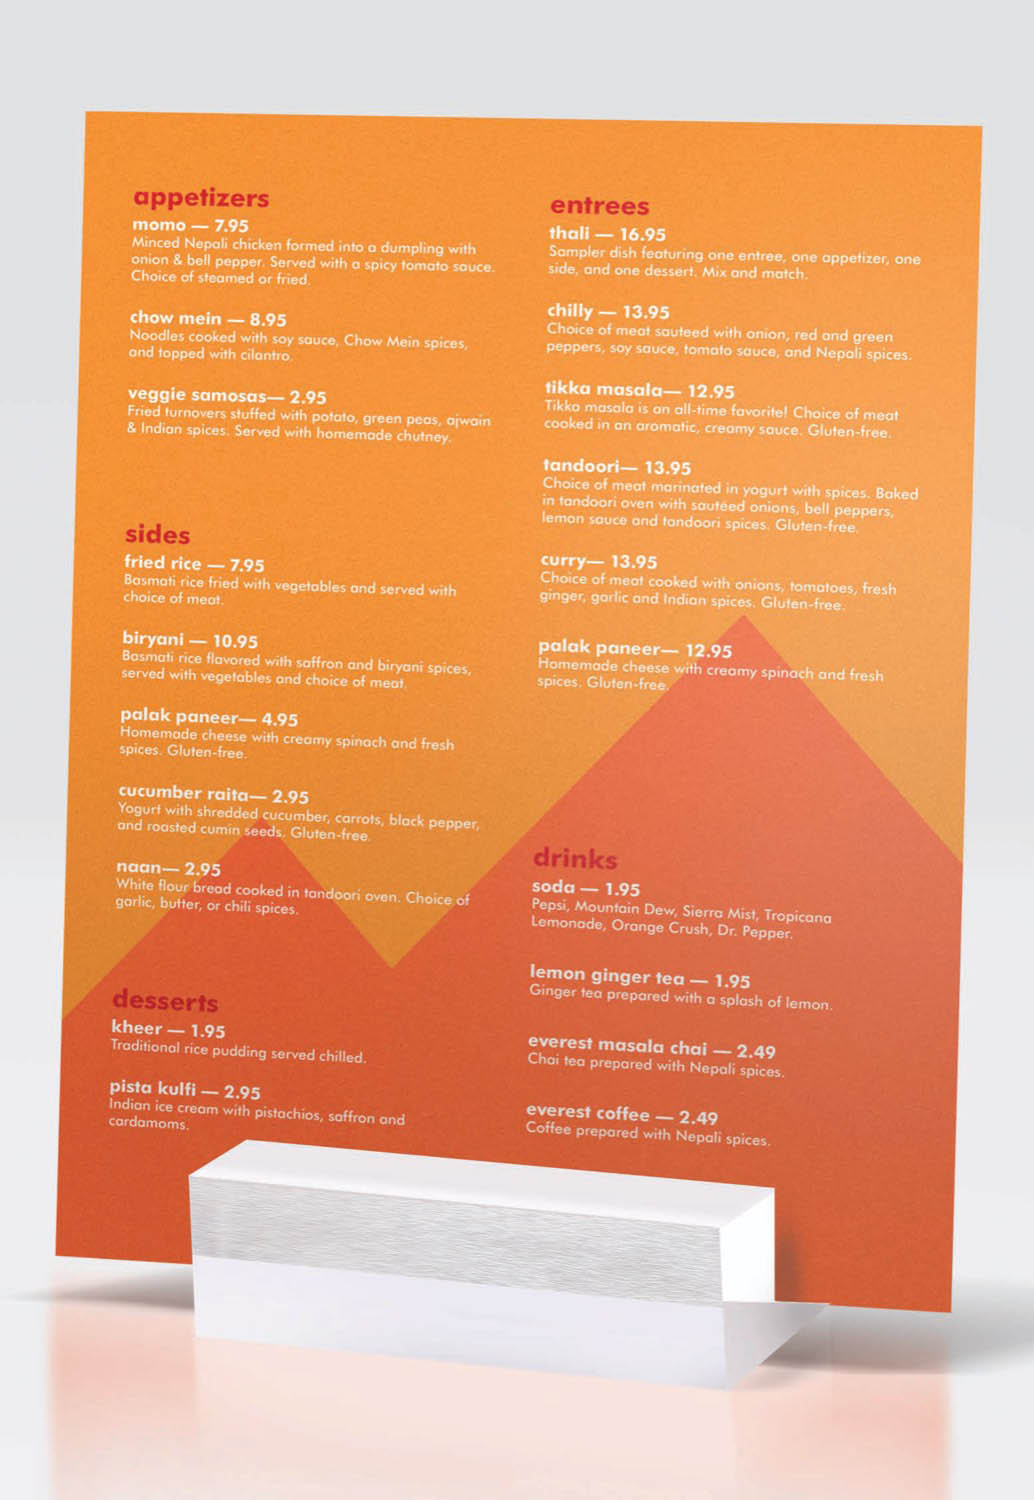 appetizers
momo — 7.95
Minced Nepali chicken formed into a dumpling with
onion & bell pepper. Served with a spicy tomato sauce.
Choice of steamed or fried.
chow mein — 8.95
Noodles cooked with soy sauce, Chow Mein spices,
and topped with cilantro.
veggie samosas— 2.95
Fried turnovers stuffed with potato, green peas, ajwain
& Indian spices. Served with homemade chutney.
sides
fried rice — 7.95
Basmati rice fried with vegetables and served with
choice of meat.
biryani — 10.95
Basmati rice flavored with saffron and biryani spices,
served with vegetables and choice of meat.
palak paneer— 4.95
Homemade cheese with creamy spinach and fresh
spices. Gluten-free.
cucumber raita— 2.95
Yogurt with shredded cucumber, carrots, black pepper,
and roasted cumin seeds. Gluten-free.
naan— 2.95
White flour bread cooked in tandoori oven. Choice of
garlic, butter, or chili spices.
desserts
kheer — 1.95
Traditional rice pudding served chilled.
pista kulfi — 2.95
Indian ice cream with pistachios, saffron and
cardamoms.
entrees
thali — 16.95
Sampler dish featuring one entree, one appetizer, one
side, and one dessert. Mix and match.
chilly — 13.95
Choice of meat sauteed with onion, red and green
peppers, soy sauce, tomato sauce, and Nepali spices.
tikka masala— 12.95
Tikka masala is an all-time favorite! Choice of meat
cooked in an aromatic, creamy sauce. Gluten-free.
tandoori— 13.95
Choice of meat marinated in yogurt with spices. Baked
in tandoori oven with sautéed onions, bell peppers,
lemon sauce and tandoori spices. Gluten-free.
curry— 13.95
Choice of meat cooked with onions, tomatoes, fresh
ginger, garlic and Indian spices. Gluten-free.
palak paneer— 12.95
Homemade cheese with creamy spinach and fresh
spices. Gluten-free.
drinks
soda — 1.95
Pepsi, Mountain Dew, Sierra Mist, Tropicana
Lemonade, Orange Crush, Dr. Pepper.
lemon ginger tea — 1.95
Ginger tea prepared with a splash of lemon.
everest masala chai — 2.49
Chai tea prepared with Nepali spices.
everest coffee — 2.49
Coffee prepared with Nepali spices.